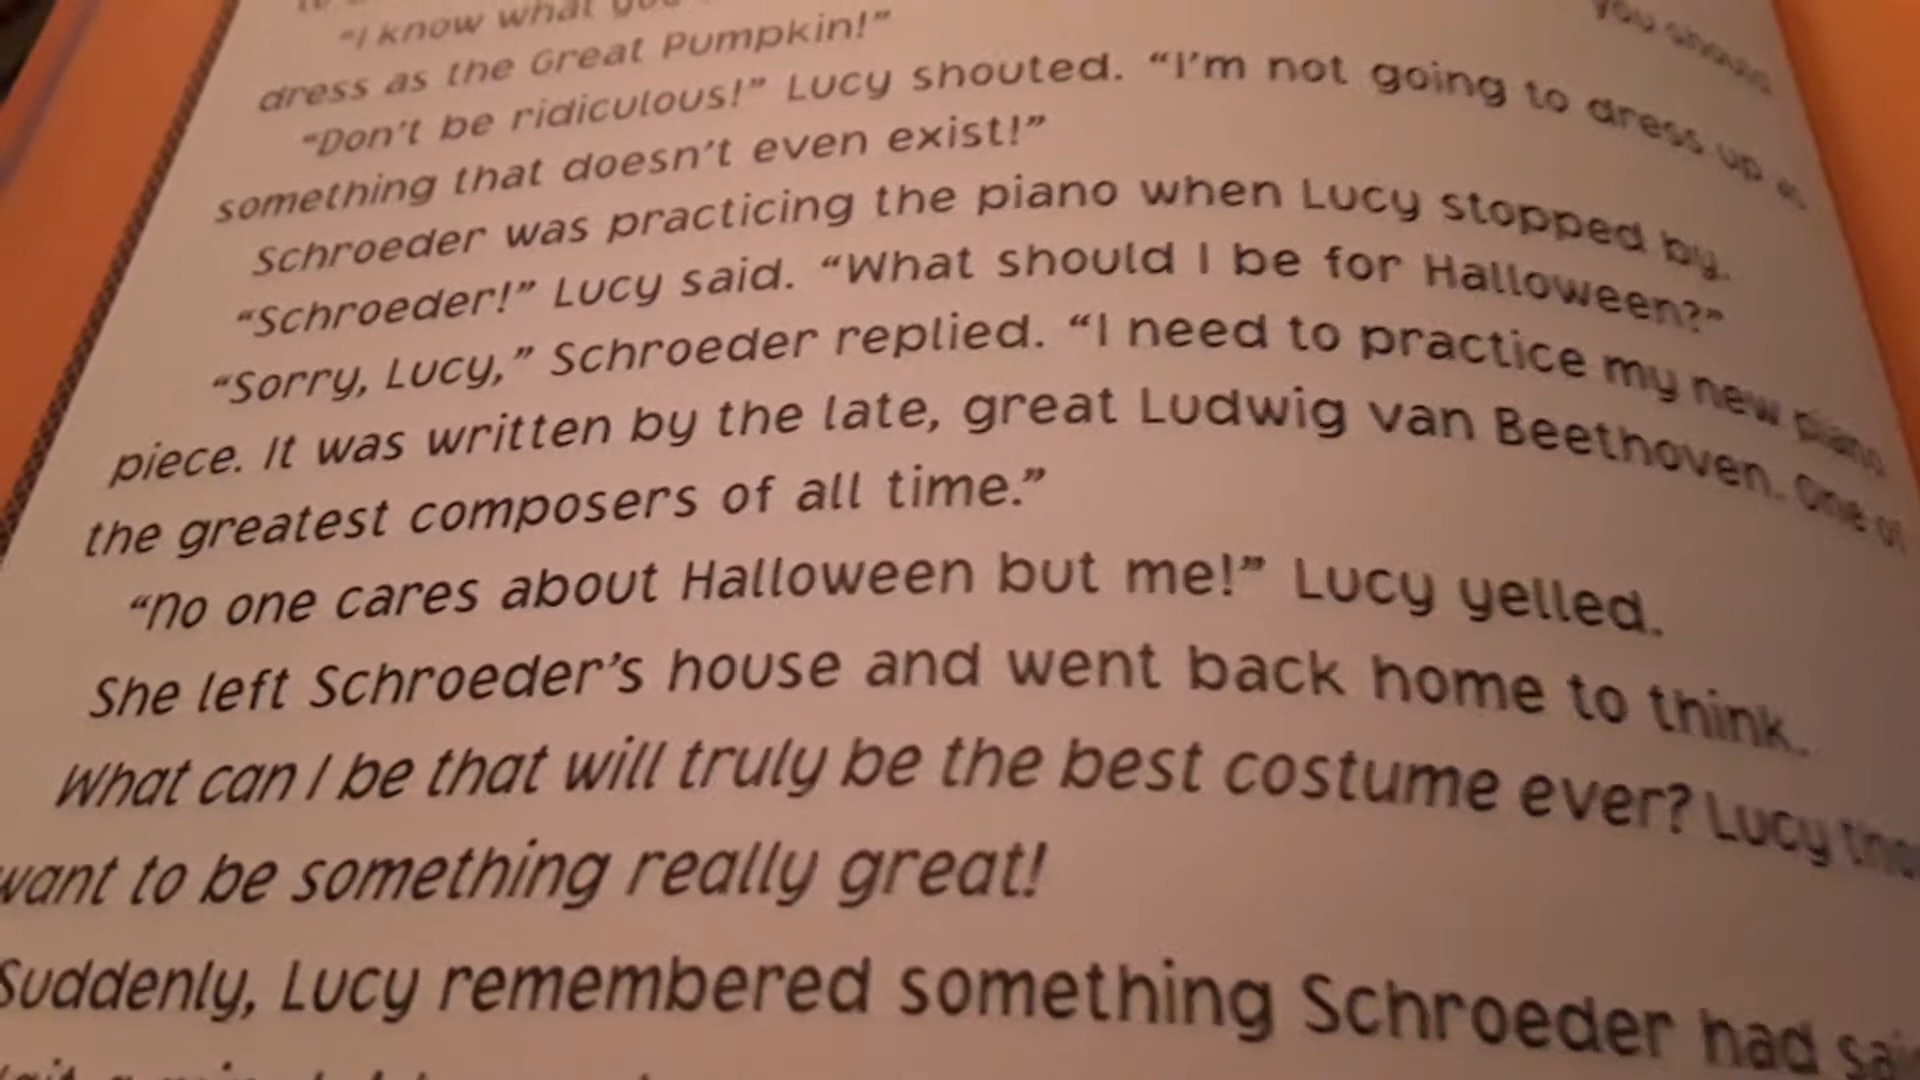 "I know what
you should
dress as the Great Pumpkin!"
"Don't be ridiculous!" Lucy shouted. "I'm not going to dress up as
something that doesn't even exist!"
Schroeder was practicing the piano when Lucy stopped by.
"Schroeder!" Lucy said. "What should I be for Halloween?"
"Sorry, Lucy," Schroeder replied. "I need to practice my new piano
piece. It was written by the late, great Ludwig van Beethoven. One of
the greatest composers of all time."
"No one cares about Halloween but me!" Lucy yelled.
She left Schroeder's house and went back home to think.
What can I be that will truly be the best costume ever? Lucy
want to be something really great!
Suddenly, Lucy remembered something Schroeder had